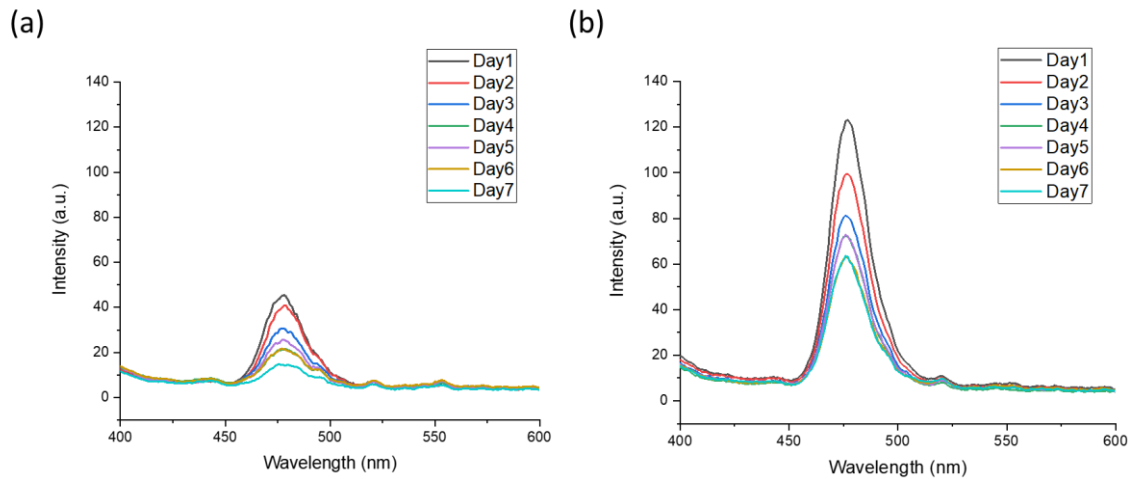 (a)
Day1
Day2
Day3
Day4
Day5
Day6
Day7
140
120
100
80
60
40
20
0
Intensity (a.u.)
400 450 500 550 600
Wavelength (nm)
(b)
Day1
Day2
Day3
Day4
Day5
Day6
Day7
140
120
100
80
60
40
20
0
Intensity (a.u.)
400 450 500 550 600
Wavelength (nm)